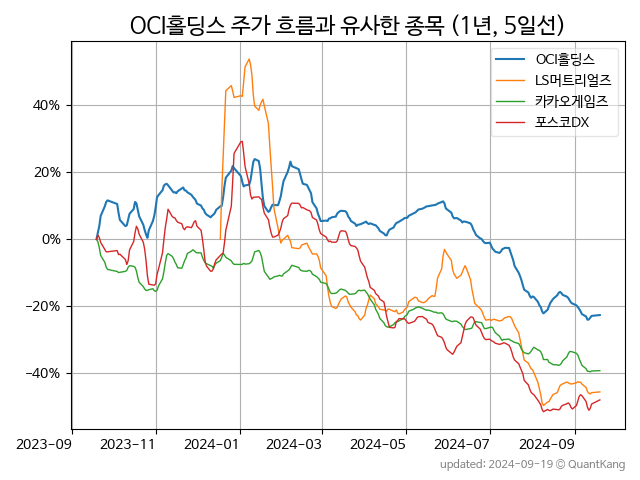 OCI홀딩스 주가 흐름과 유사한 종목 (1년, 5일선)
OCI홀딩스
LS머트리얼즈
카카오게임즈
포스코DX
40%
20%
0%
−20%
−40%
2023-09 2023-11 2024-01 2024-03 2024-05 2024-07 2024-09
updated: 2024-09-19 © QuantKang